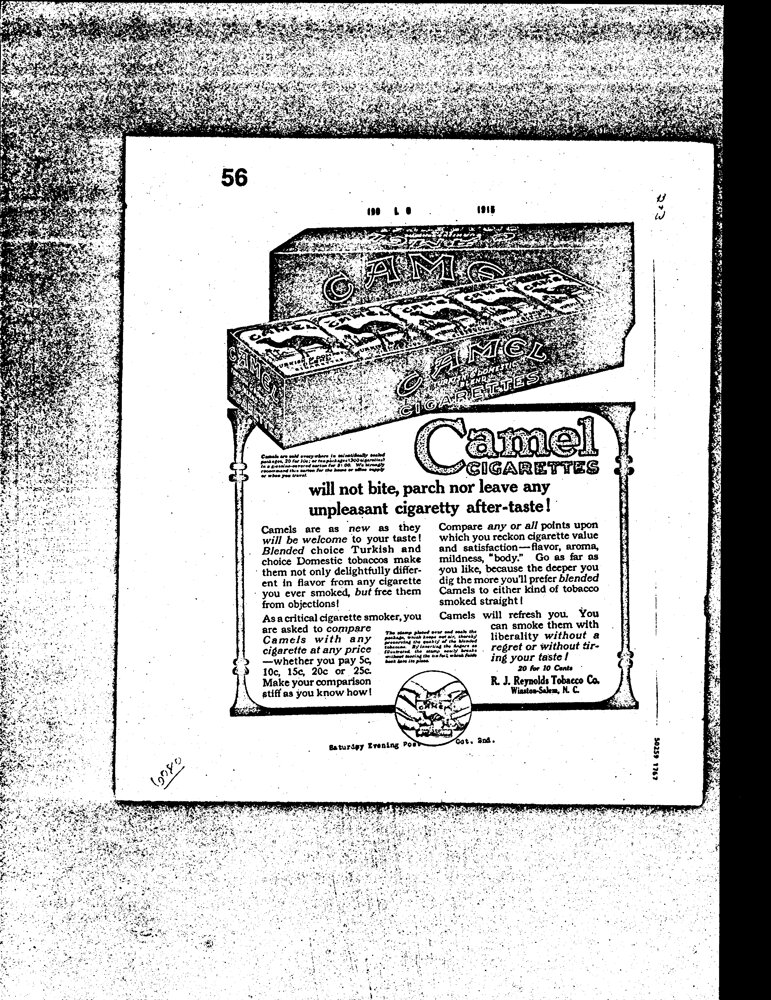 56
190 L 0 1915
CAMEL
CAMEL
CAMEL
CIGARETTES
CAMEL
Camel
CIGARETTES
Camels are sold everywhere in scientifically sealed
packages, 20 for 10c; or ten packages (200 cigarettes)
in a glassine-covered carton for $1.00. We strongly
recommend this carton for the home or office supply
or when you travel.
will not bite, parch nor leave any
unpleasant cigaretty after-taste!
Camels are as new as they
will be welcome to your taste!
Blended choice Turkish and
choice Domestic tobaccos make
them not only delightfully differ-
ent in flavor from any cigarette
you ever smoked, but free them
from objections!
As a critical cigarette smoker, you
are asked to compare
Camels with any
cigarette at any price
—whether you pay 5c,
10c, 15c, 20c or 25c.
Make your comparison
stiff as you know how!
Compare any or all points upon
which you reckon cigarette value
and satisfaction—flavor, aroma,
mildness, "body." Go as far as
you like, because the deeper you
dig the more you'll prefer blended
Camels to either kind of tobacco
smoked straight!
Camels will refresh you. You
can smoke them with
liberality without a
regret or without tir-
ing your taste!
20 for 10 Cents
R. J. Reynolds Tobacco Co.
Winston-Salem, N. C.
The stamp placed over end seals the
package, which keeps out air, thereby
preserving the quality of the blended
tobaccos. By inserting the fingers as
illustrated, the stamp easily breaks
without tearing the tin foil, which folds
back into its place.
Saturday Evening Post Oct. 2nd.
50259 1767